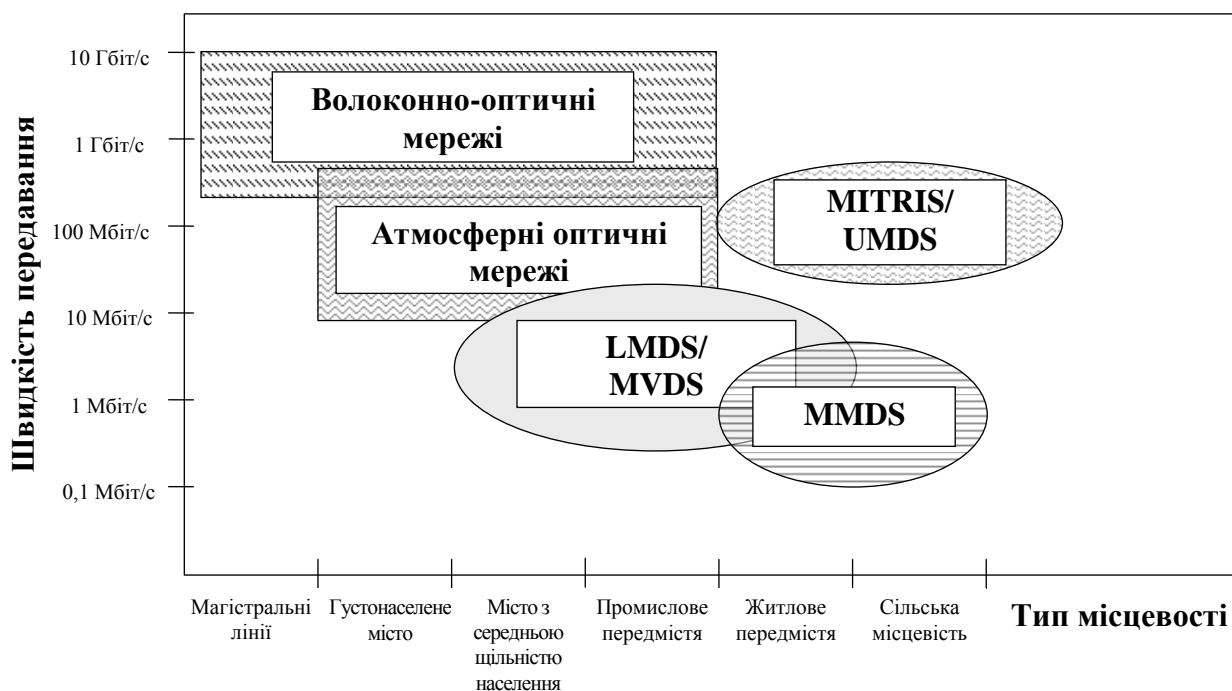 Швидкість передавання
10 Гбіт/с
1 Гбіт/с
100 Мбіт/с
10 Мбіт/с
1 Мбіт/с
0,1 Мбіт/с
Волоконно-оптичні
мережі
Атмосферні оптичні
мережі
MITRIS/
UMDS
LMDS/
MVDS
MMDS
Магістральні
лінії
Густонаселене
місто
Місто з
середньою
щільністю
населення
Промислове
передмістя
Житлове
передмістя
Сільська
місцевість
Тип місцевості